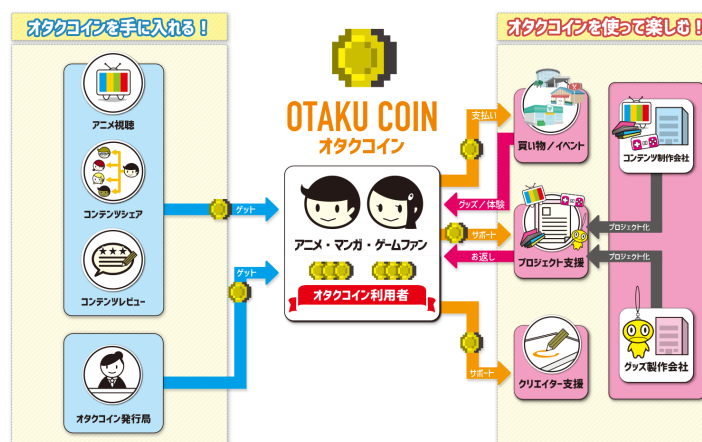 オタクコインを手に入れる！
アニメ視聴
コンテンツシェア
コンテンツレビュー
オタクコイン発行局
ゲット
ゲット
OTAKU COIN
オタクコイン
アニメ・マンガ・ゲームファン
オタクコイン利用者
オタクコインを使って楽しむ！
支払い
買い物／イベント
グッズ／体験
サポート
お返し
プロジェクト支援
サポート
クリエイター支援
コンテンツ制作会社
プロジェクト化
プロジェクト化
グッズ製作会社